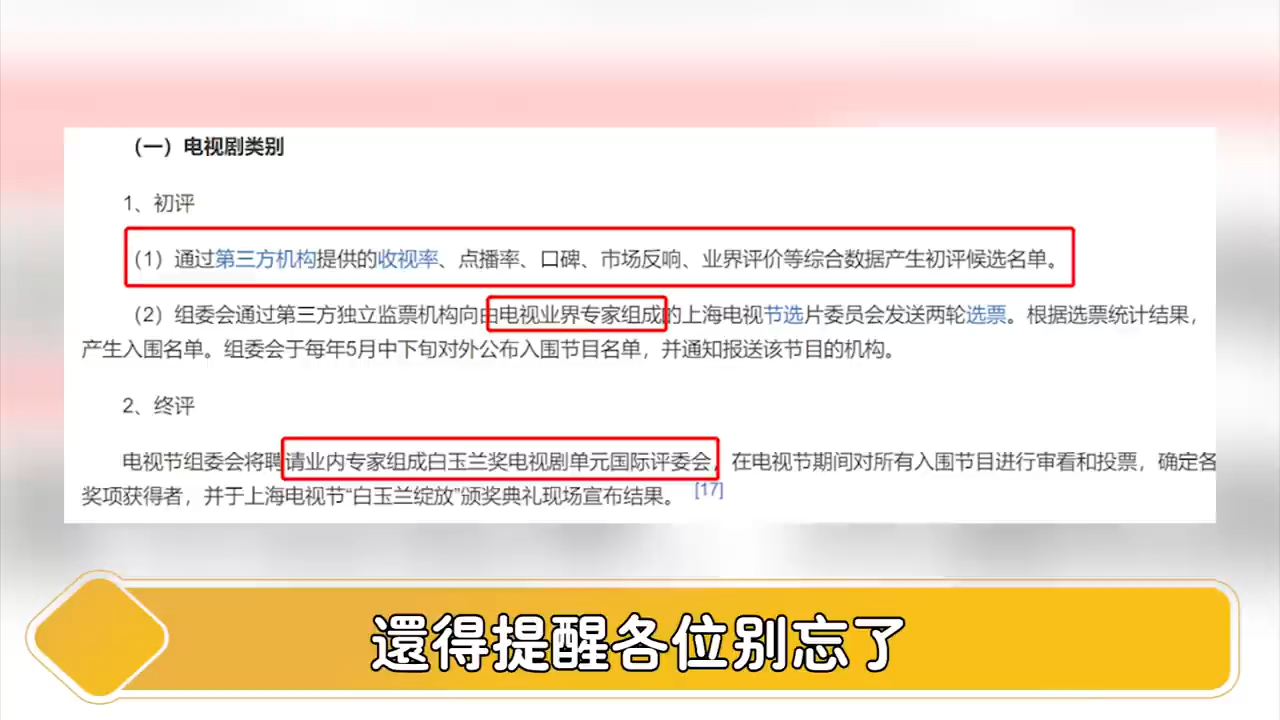 （一）电视剧类别
1、初评
（1）通过第三方机构提供的收视率、点播率、口碑、市场反响、业界评价等综合数据产生初评候选名单。
（2）组委会通过第三方独立监票机构向由电视业界专家组成的上海电视节选片委员会发送两轮选票。根据选票统计结果，
产生入围名单。组委会于每年5月中下旬对外公布入围节目名单，并通知报送该节目的机构。
2、终评
电视节组委会将聘请业内专家组成白玉兰奖电视剧单元国际评委会，在电视节期间对所有入围节目进行审看和投票，确定各
奖项获得者，并于上海电视节“白玉兰绽放”颁奖典礼现场宣布结果。 [17]
還得提醒各位别忘了